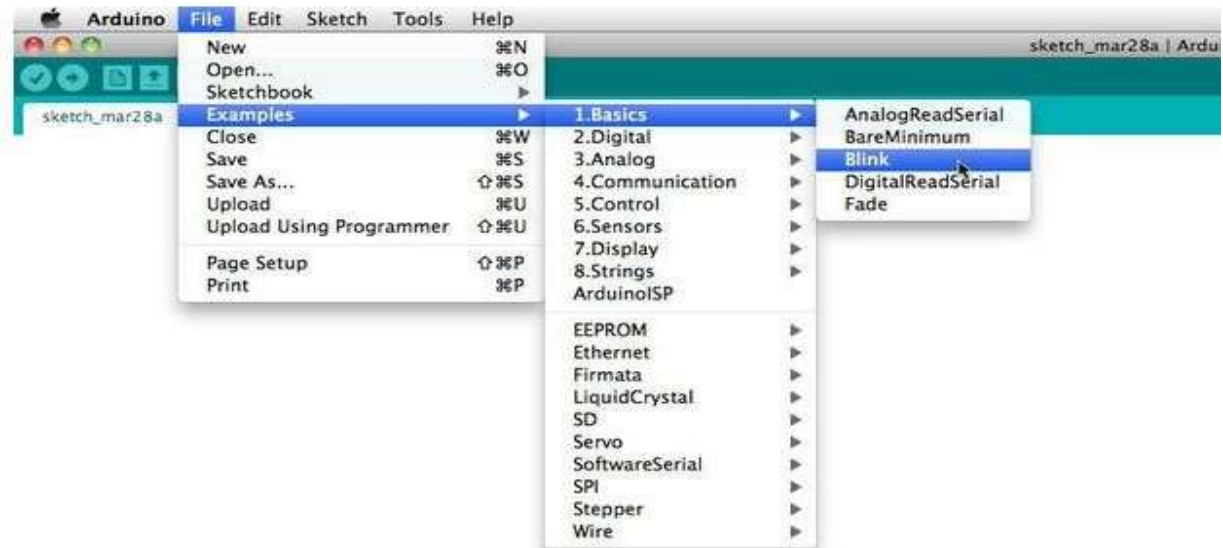 Arduino File Edit Sketch Tools Help
sketch_mar28a | Ardu
sketch_mar28a
New ⌘N
Open... ⌘O
Sketchbook
Examples
Close ⌘W
Save ⌘S
Save As... ⇧⌘S
Upload ⌘U
Upload Using Programmer ⇧⌘U
Page Setup ⇧⌘P
Print ⌘P
1.Basics
2.Digital
3.Analog
4.Communication
5.Control
6.Sensors
7.Display
8.Strings
ArduinoISP
EEPROM
Ethernet
Firmata
LiquidCrystal
SD
Servo
SoftwareSerial
SPI
Stepper
Wire
AnalogReadSerial
BareMinimum
Blink
DigitalReadSerial
Fade